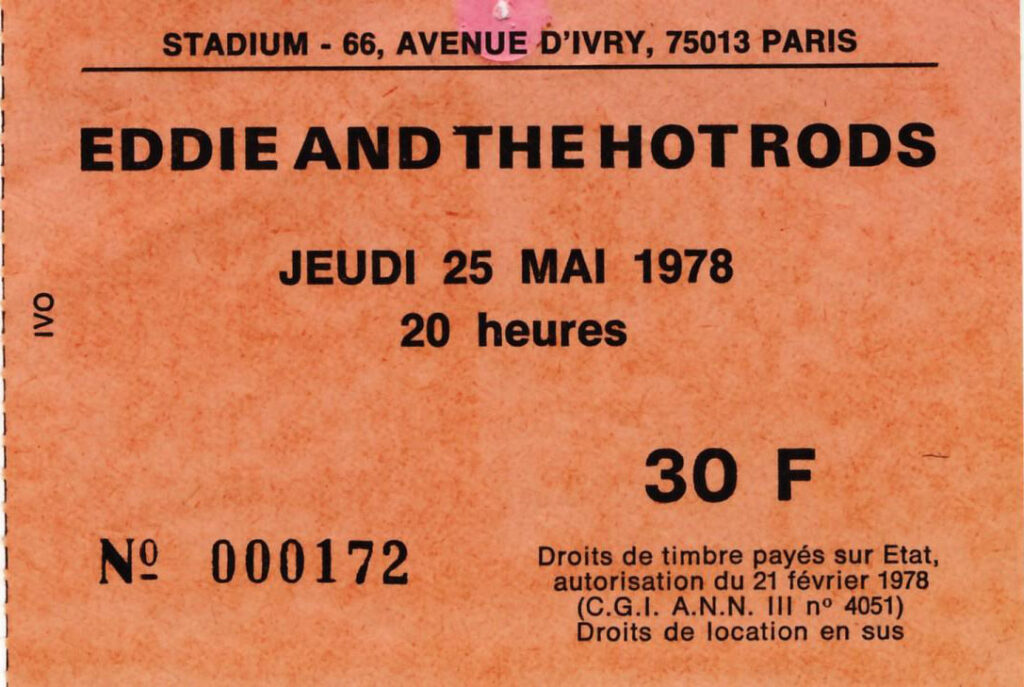 STADIUM - 66, AVENUE D'IVRY, 75013 PARIS
EDDIE AND THE HOT RODS
JEUDI 25 MAI 1978
20 heures
IVO
30 F
Nº 000172
Droits de timbre payés sur Etat,
autorisation du 21 février 1978
(C.G.I. A.N.N. III nº 4051)
Droits de location en sus